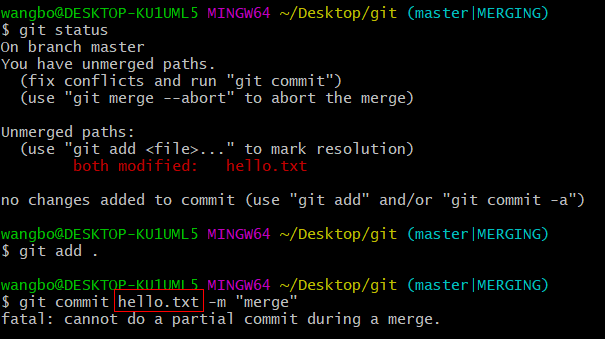 wangbo@DESKTOP-KU1UML5 MINGW64 ~/Desktop/git (master|MERGING)
$ git status
On branch master
You have unmerged paths.
  (fix conflicts and run "git commit")
  (use "git merge --abort" to abort the merge)

Unmerged paths:
  (use "git add <file>..." to mark resolution)
        both modified:   hello.txt

no changes added to commit (use "git add" and/or "git commit -a")

wangbo@DESKTOP-KU1UML5 MINGW64 ~/Desktop/git (master|MERGING)
$ git add .

wangbo@DESKTOP-KU1UML5 MINGW64 ~/Desktop/git (master|MERGING)
$ git commit hello.txt -m "merge"
fatal: cannot do a partial commit during a merge.